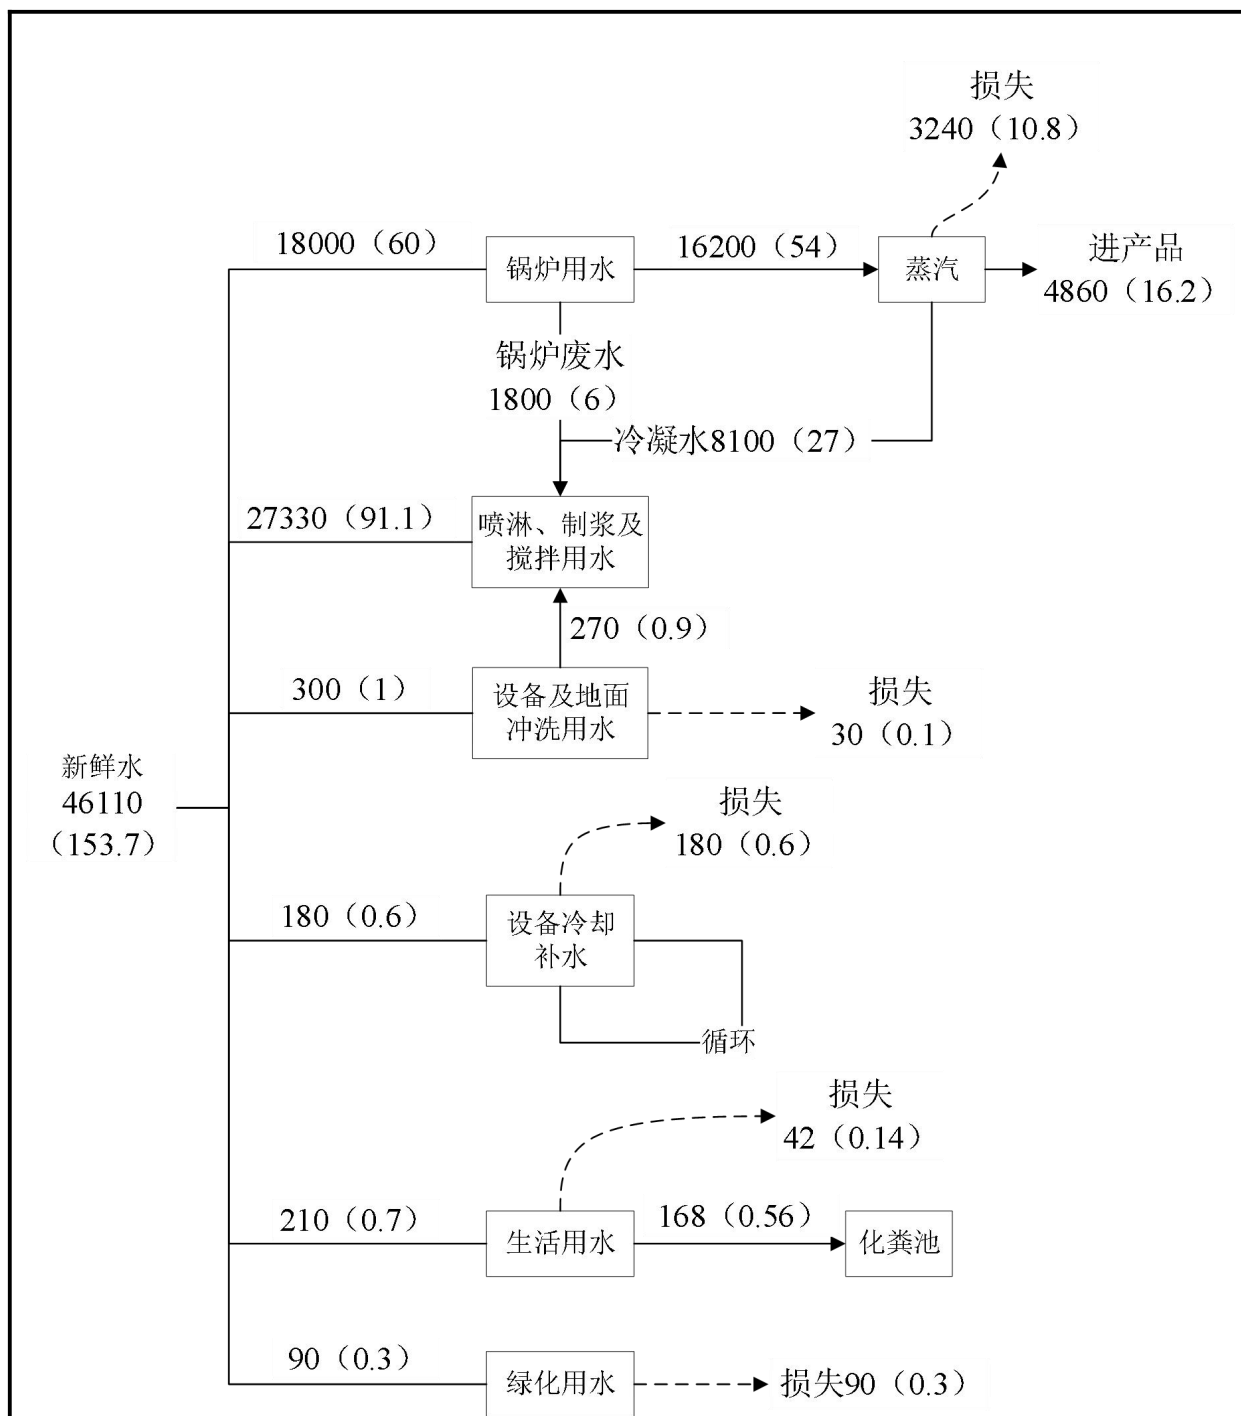 损失
3240（10.8）
18000（60）
锅炉用水
16200（54）
蒸汽
进产品
4860（16.2）
锅炉废水
1800（6）
冷凝水8100（27）
27330（91.1）
喷淋、制浆及
搅拌用水
270（0.9）
300（1）
设备及地面
冲洗用水
损失
30（0.1）
新鲜水
46110
（153.7）
损失
180（0.6）
180（0.6）
设备冷却
补水
循环
损失
42（0.14）
210（0.7）
生活用水
168（0.56）
化粪池
90（0.3）
绿化用水
损失90（0.3）